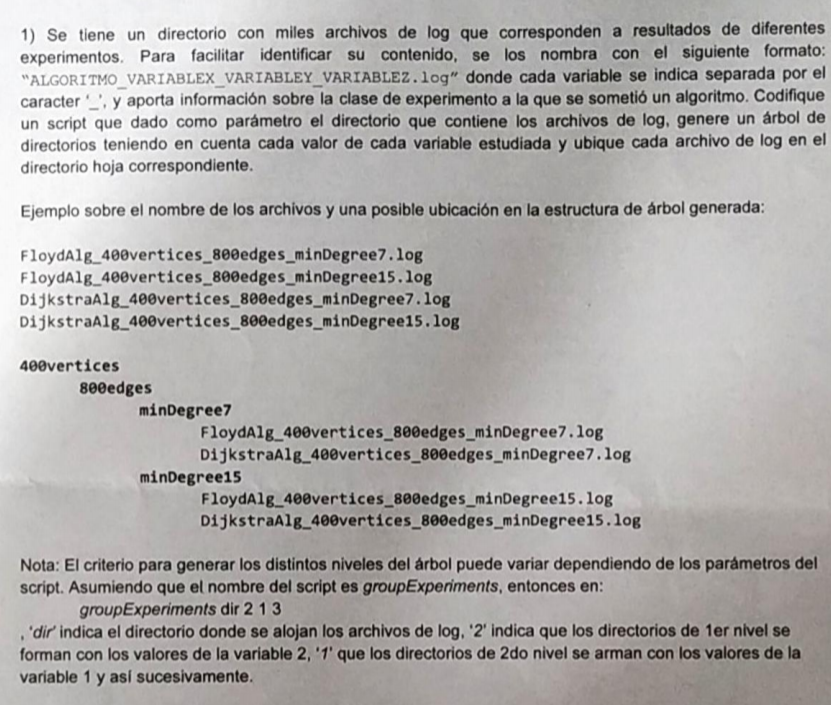 1) Se tiene un directorio con miles archivos de log que corresponden a resultados de diferentes
experimentos. Para facilitar identificar su contenido, se los nombra con el siguiente formato:
“ALGORITMO_VARIABLEX_VARIABLEY_VARIABLEZ.log” donde cada variable se indica separada por el
caracter ‘_’, y aporta información sobre la clase de experimento a la que se sometió un algoritmo. Codifique
un script que dado como parámetro el directorio que contiene los archivos de log, genere un árbol de
directorios teniendo en cuenta cada valor de cada variable estudiada y ubique cada archivo de log en el
directorio hoja correspondiente.
Ejemplo sobre el nombre de los archivos y una posible ubicación en la estructura de árbol generada:
FloydAlg_400vertices_800edges_minDegree7.log
FloydAlg_400vertices_800edges_minDegree15.log
DijkstraAlg_400vertices_800edges_minDegree7.log
DijkstraAlg_400vertices_800edges_minDegree15.log
400vertices
800edges
minDegree7
FloydAlg_400vertices_800edges_minDegree7.log
DijkstraAlg_400vertices_800edges_minDegree7.log
minDegree15
FloydAlg_400vertices_800edges_minDegree15.log
DijkstraAlg_400vertices_800edges_minDegree15.log
Nota: El criterio para generar los distintos niveles del árbol puede variar dependiendo de los parámetros del
script. Asumiendo que el nombre del script es groupExperiments, entonces en:
groupExperiments dir 2 1 3
, ‘dir’ indica el directorio donde se alojan los archivos de log, ‘2’ indica que los directorios de 1er nivel se
forman con los valores de la variable 2, ‘1’ que los directorios de 2do nivel se arman con los valores de la
variable 1 y así sucesivamente.